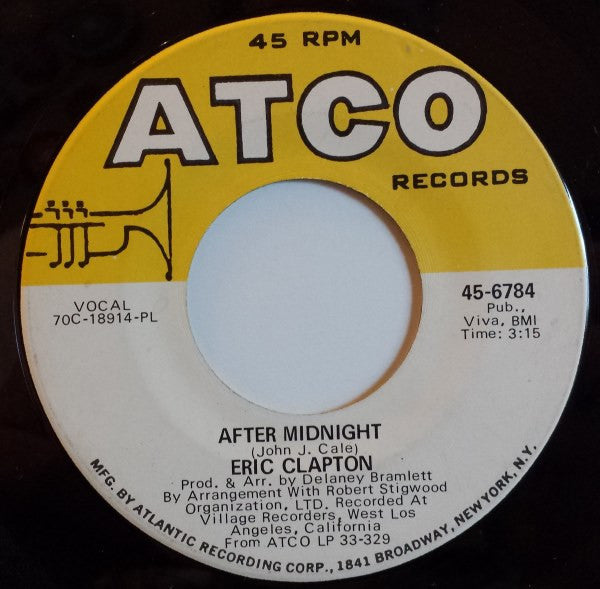 45 RPM
ATCO
RECORDS
VOCAL
70C-18914-PL
45-6784
Pub.,
Viva, BMI
Time: 3:15
AFTER MIDNIGHT
(John J. Cale)
ERIC CLAPTON
Prod. & Arr. by Delaney Bramlett
By Arrangement With Robert Stigwood
Organization, LTD. Recorded At
Village Recorders, West Los
Angeles, California
From ATCO LP 33-329
MFG. BY ATLANTIC RECORDING CORP., 1841 BROADWAY, NEW YORK, N.Y.